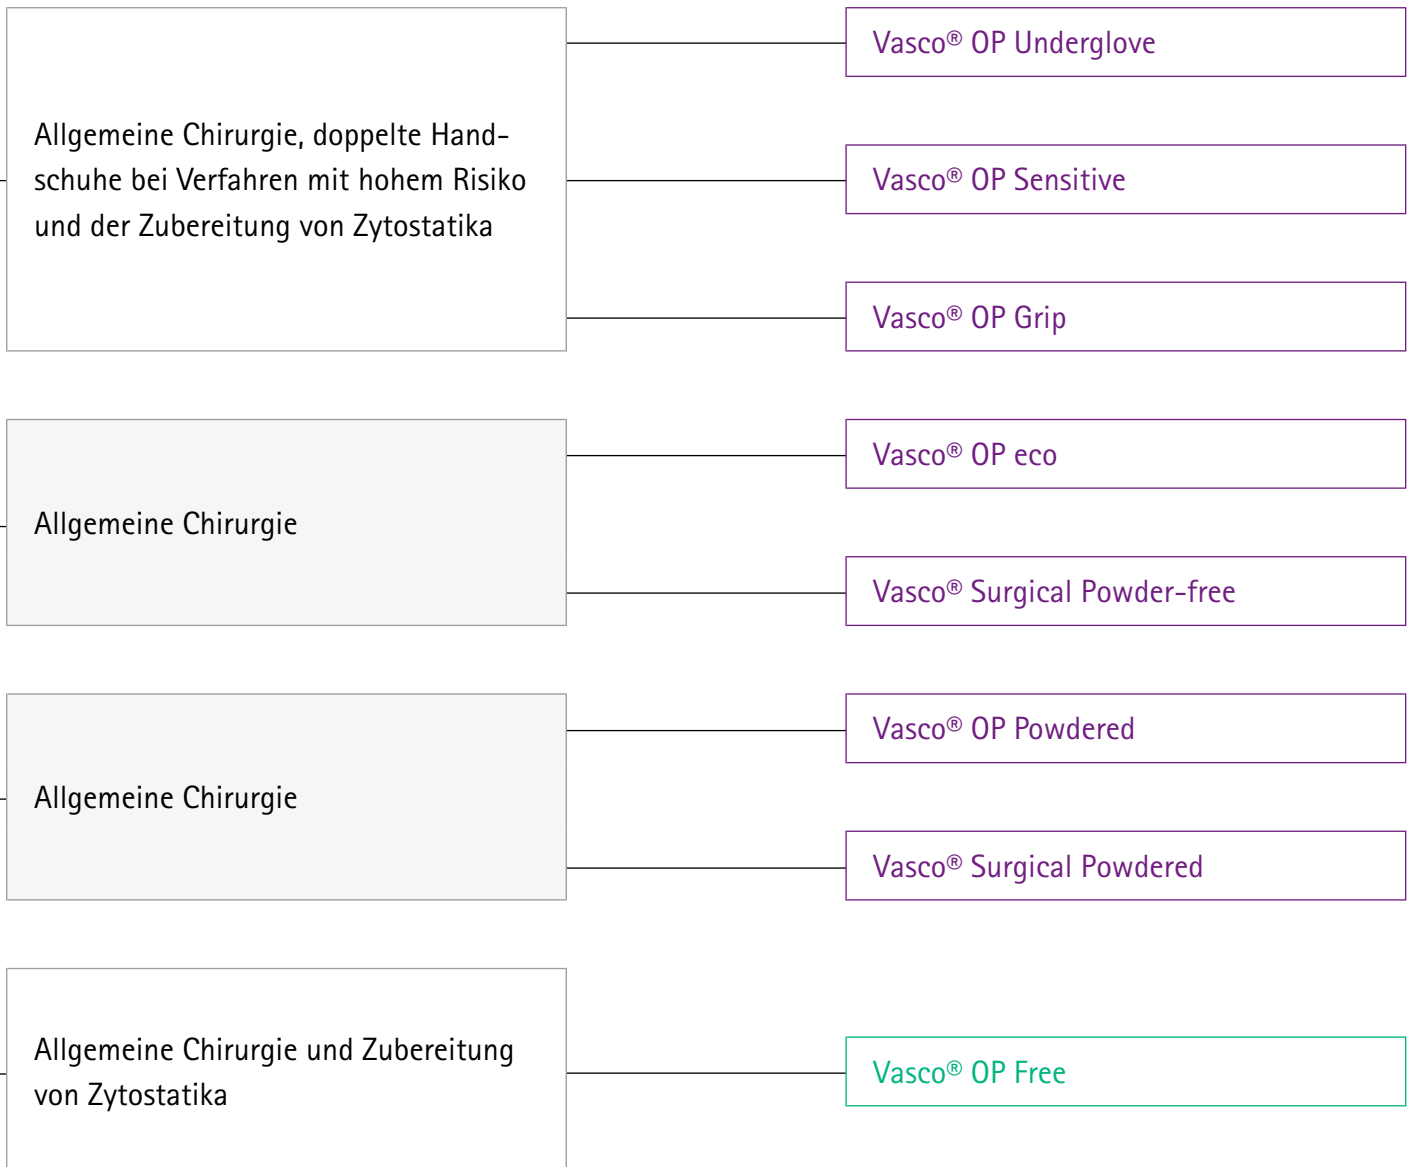 Allgemeine Chirurgie, doppelte Hand-
schuhe bei Verfahren mit hohem Risiko
und der Zubereitung von Zytostatika
Vasco® OP Underglove
Vasco® OP Sensitive
Vasco® OP Grip
Allgemeine Chirurgie
Vasco® OP eco
Vasco® Surgical Powder-free
Allgemeine Chirurgie
Vasco® OP Powdered
Vasco® Surgical Powdered
Allgemeine Chirurgie und Zubereitung
von Zytostatika
Vasco® OP Free